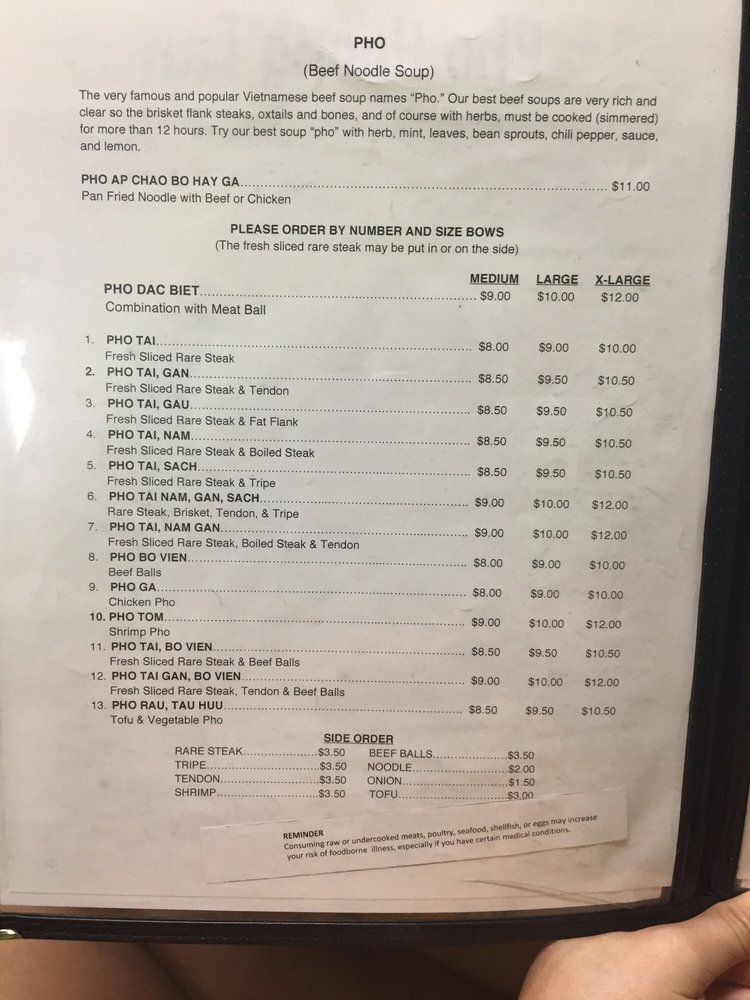 PHO
(Beef Noodle Soup)
The very famous and popular Vietnamese beef soup names “Pho.” Our best beef soups are very rich and
clear so the brisket flank steaks, oxtails and bones, and of course with herbs, must be cooked (simmered)
for more than 12 hours. Try our best soup “pho” with herb, mint, leaves, bean sprouts, chili pepper, sauce,
and lemon.
PHO AP CHAO BO HAY GA.......... $11.00
Pan Fried Noodle with Beef or Chicken
PLEASE ORDER BY NUMBER AND SIZE BOWS
(The fresh sliced rare steak may be put in or on the side)
MEDIUM LARGE X-LARGE
PHO DAC BIET.......... $9.00 $10.00 $12.00
Combination with Meat Ball
1. PHO TAI.......... $8.00 $9.00 $10.00
Fresh Sliced Rare Steak
2. PHO TAI, GAN.......... $8.50 $9.50 $10.50
Fresh Sliced Rare Steak & Tendon
3. PHO TAI, GAU.......... $8.50 $9.50 $10.50
Fresh Sliced Rare Steak & Fat Flank
4. PHO TAI, NAM.......... $8.50 $9.50 $10.50
Fresh Sliced Rare Steak & Boiled Steak
5. PHO TAI, SACH.......... $8.50 $9.50 $10.50
Fresh Sliced Rare Steak & Tripe
6. PHO TAI NAM, GAN, SACH.......... $9.00 $10.00 $12.00
Rare Steak, Brisket, Tendon, & Tripe
7. PHO TAI, NAM GAN.......... $9.00 $10.00 $12.00
Fresh Sliced Rare Steak, Boiled Steak & Tendon
8. PHO BO VIEN.......... $8.00 $9.00 $10.00
Beef Balls
9. PHO GA.......... $8.00 $9.00 $10.00
Chicken Pho
10. PHO TOM.......... $9.00 $10.00 $12.00
Shrimp Pho
11. PHO TAI, BO VIEN.......... $8.50 $9.50 $10.50
Fresh Sliced Rare Steak & Beef Balls
12. PHO TAI GAN, BO VIEN.......... $9.00 $10.00 $12.00
Fresh Sliced Rare Steak, Tendon & Beef Balls
13. PHO RAU, TAU HUU.......... $8.50 $9.50 $10.50
Tofu & Vegetable Pho
SIDE ORDER
RARE STEAK..........$3.50 BEEF BALLS..........$3.50
TRIPE..........$3.50 NOODLE..........$2.00
TENDON..........$3.50 ONION..........$1.50
SHRIMP..........$3.50 TOFU..........$3.00
REMINDER
Consuming raw or undercooked meats, poultry, seafood, shellfish, or eggs may increase
your risk of foodborne illness, especially if you have certain medical conditions.